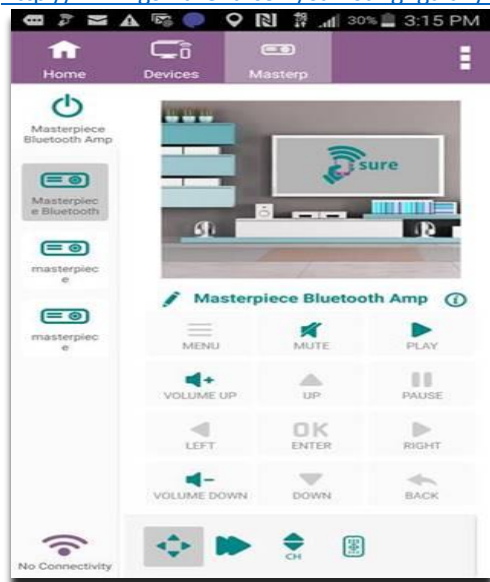 30% 3:15 PM
Home
Devices
Masterp
Masterpiece
Bluetooth Amp
sure
Masterpiec
e Bluetooth
masterpiec
e
masterpiec
e
Masterpiece Bluetooth Amp
MENU
MUTE
PLAY
VOLUME UP
UP
PAUSE
LEFT
OK
ENTER
RIGHT
VOLUME DOWN
DOWN
BACK
CH
No Connectivity